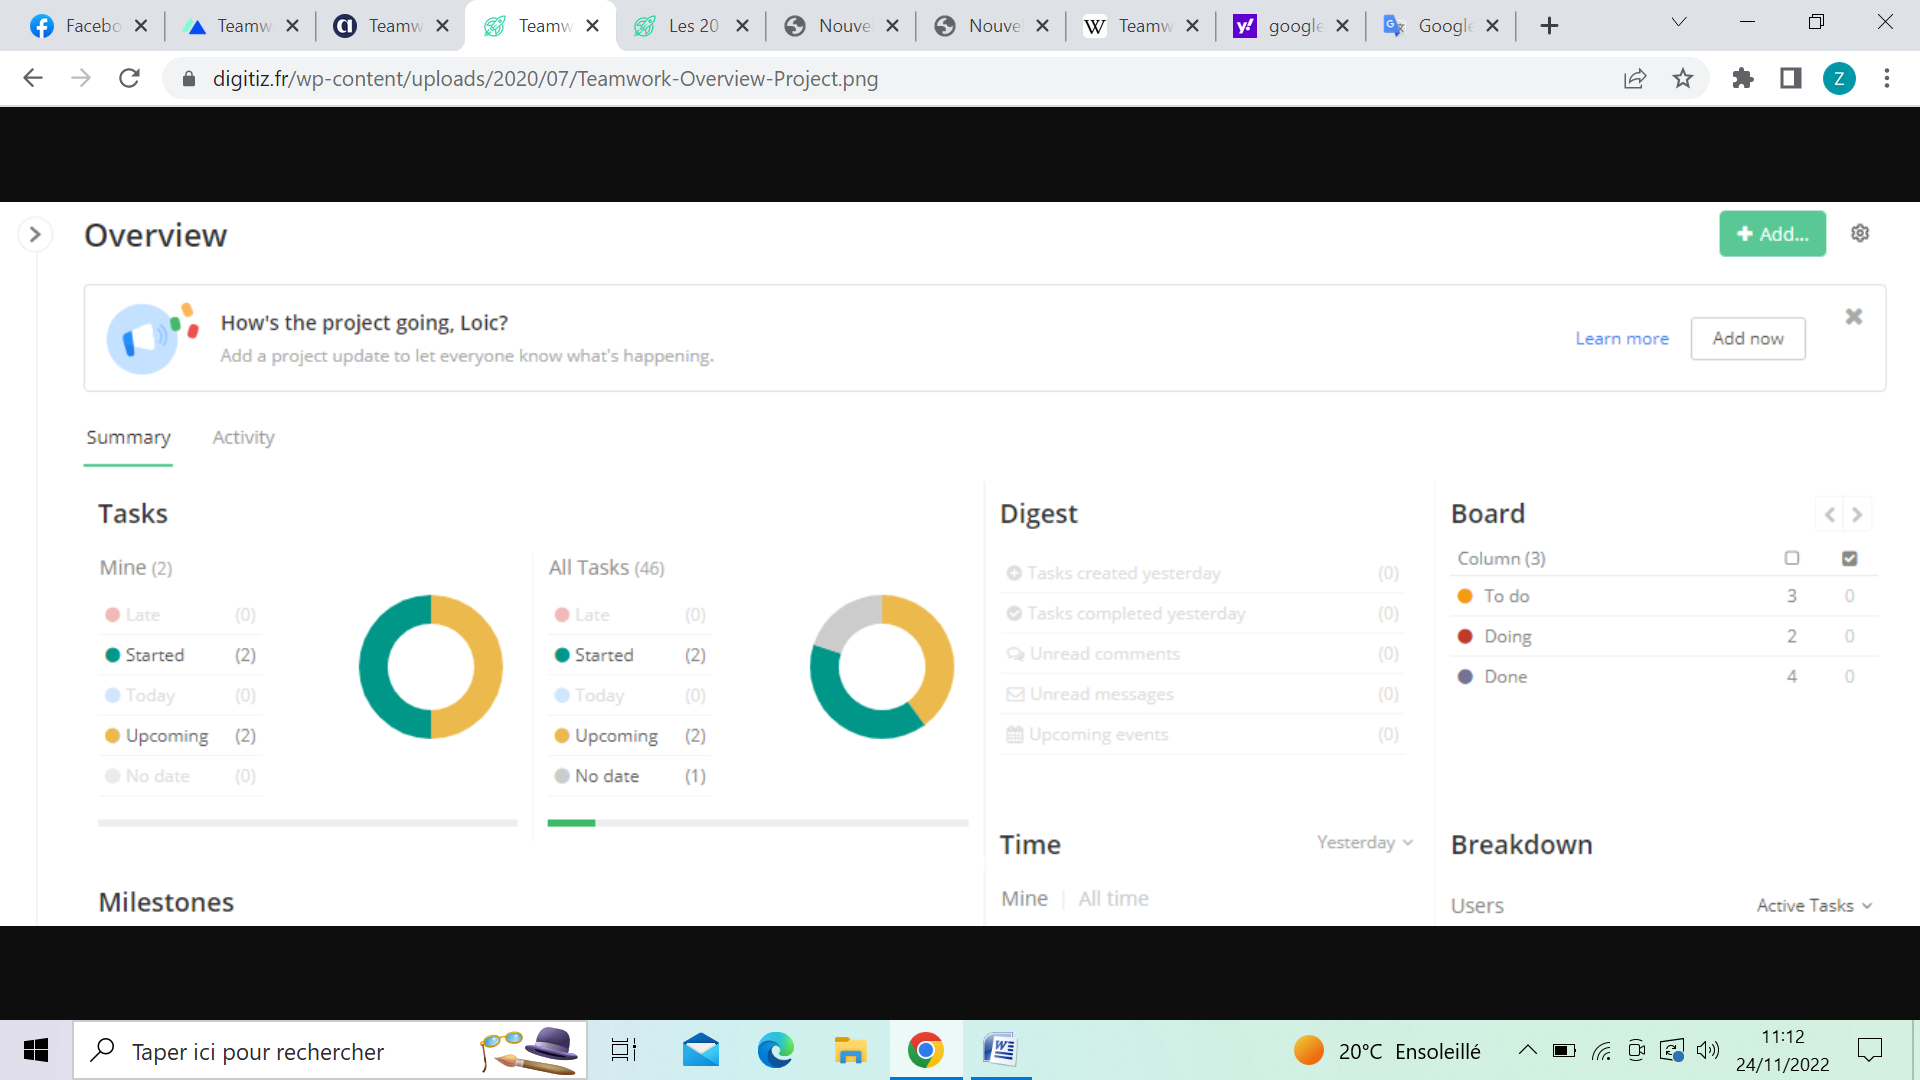 Facebo
Teamw
Teamw
Teamw
Les 20
Nouve
Nouve
W Teamw
y! google
Google
digitiz.fr/wp-content/uploads/2020/07/Teamwork-Overview-Project.png
Z
Overview
+ Add...
How's the project going, Loic?
Add a project update to let everyone know what's happening.
Learn more
Add now
Summary
Activity
Tasks
Mine (2)
Late (0)
Started (2)
Today (0)
Upcoming (2)
No date (0)
All Tasks (46)
Late (0)
Started (2)
Today (0)
Upcoming (2)
No date (1)
Milestones
Digest
Tasks created yesterday (0)
Tasks completed yesterday (0)
Unread comments (0)
Unread messages (0)
Upcoming events (0)
Time
Yesterday
Mine | All time
Board
Column (3)
To do 3 0
Doing 2 0
Done 4 0
Breakdown
Users
Active Tasks
Taper ici pour rechercher
20°C Ensoleillé
11:12
24/11/2022